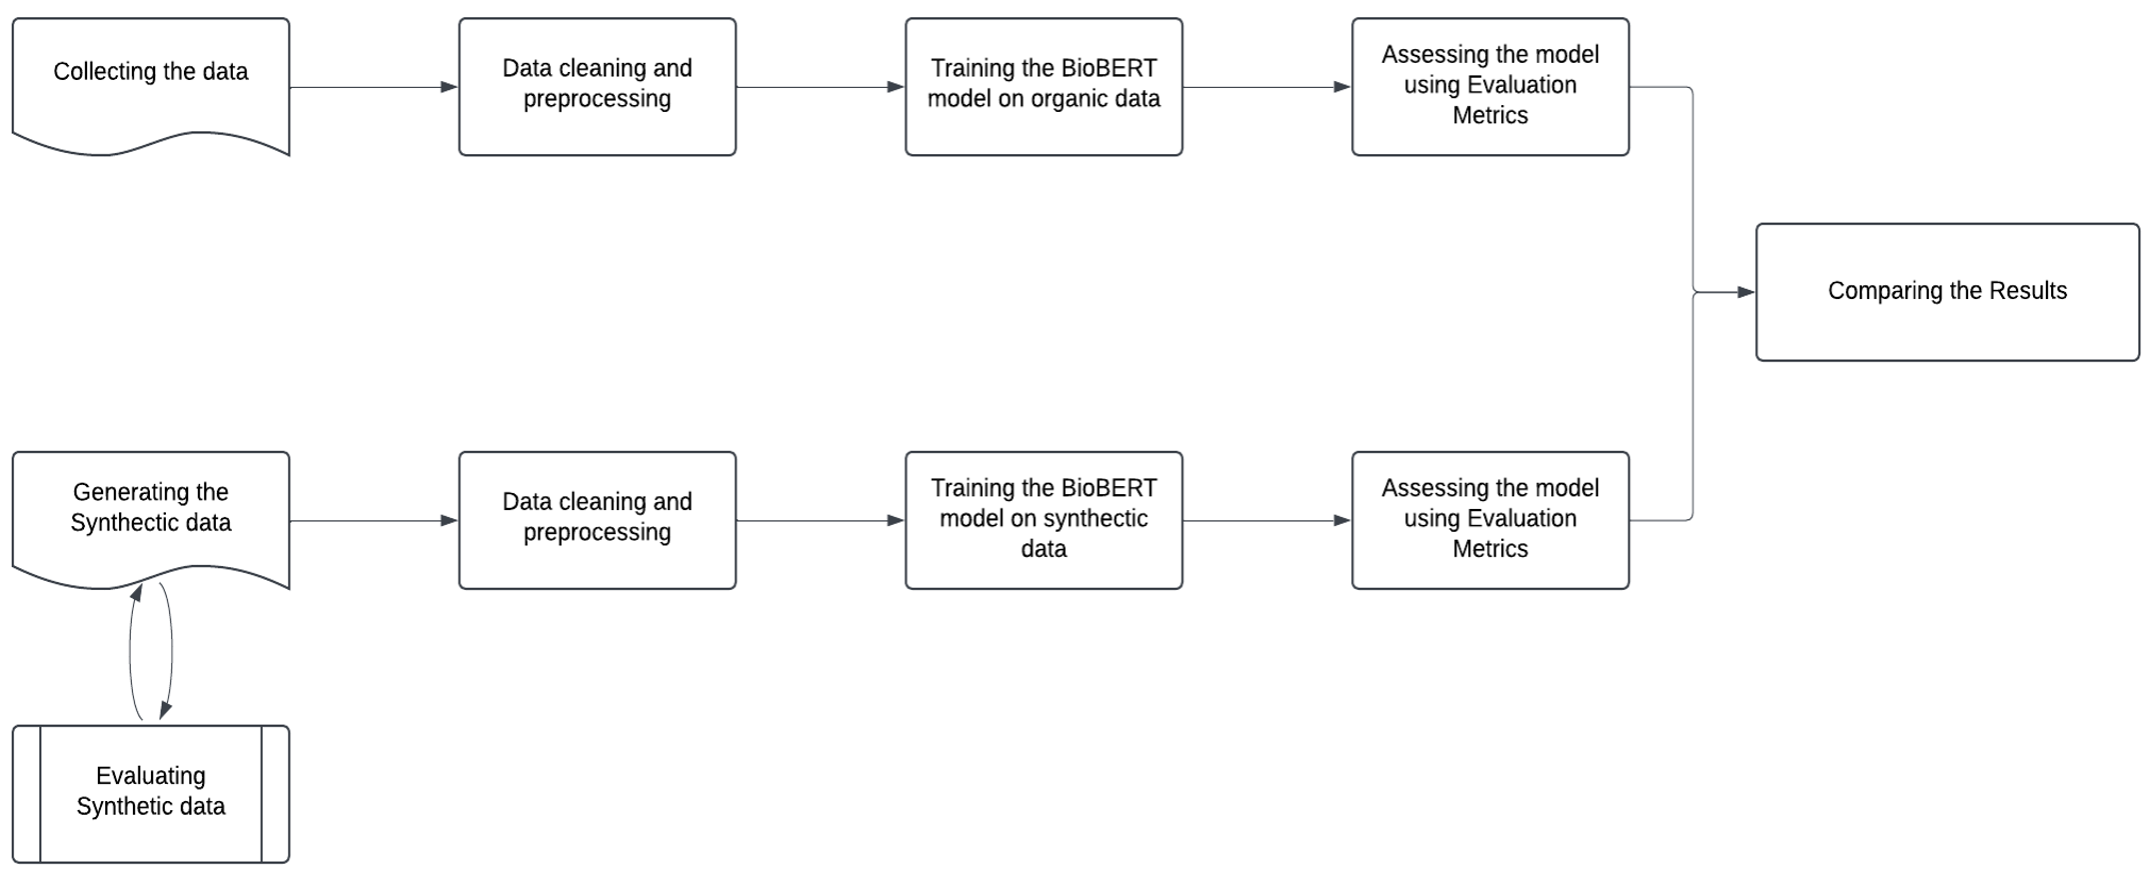 Collecting the data
Data cleaning and
preprocessing
Training the BioBERT
model on organic data
Assessing the model
using Evaluation
Metrics
Comparing the Results
Generating the
Synthectic data
Data cleaning and
preprocessing
Training the BioBERT
model on synthectic
data
Assessing the model
using Evaluation
Metrics
Evaluating
Synthetic data